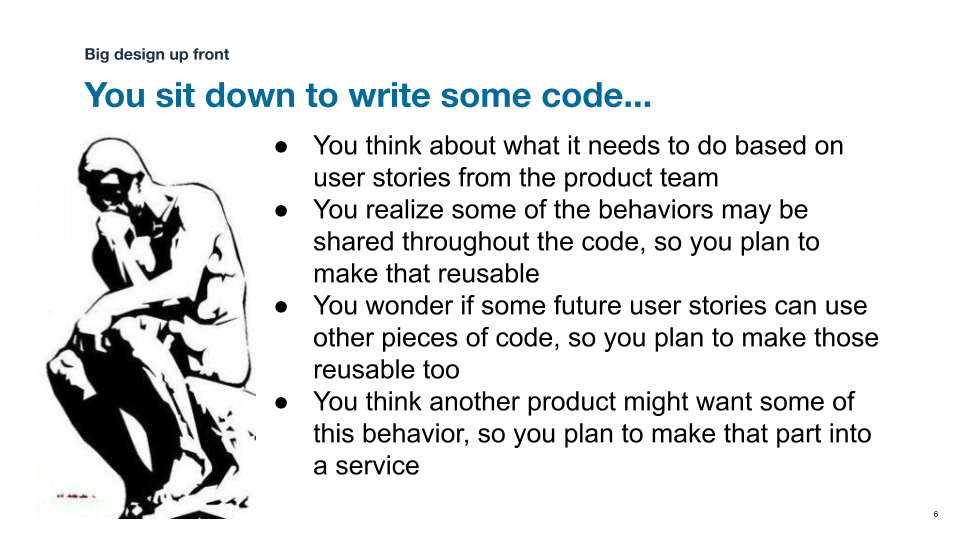 Big design up front
You sit down to write some code...
● You think about what it needs to do based on
user stories from the product team
● You realize some of the behaviors may be
shared throughout the code, so you plan to
make that reusable
● You wonder if some future user stories can use
other pieces of code, so you plan to make those
reusable too
● You think another product might want some of
this behavior, so you plan to make that part into
a service
6